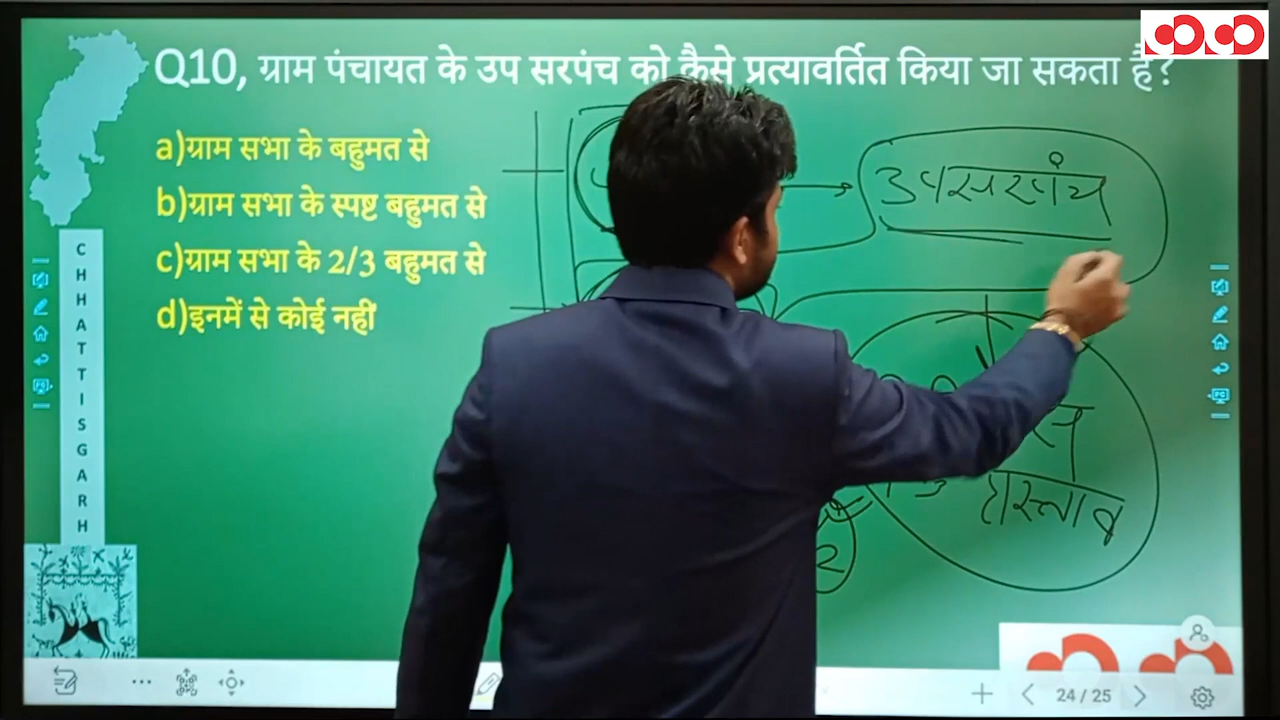 Q10, ग्राम पंचायत के उप सरपंच को कैसे प्रत्यावर्तित किया जा सकता है?
a)ग्राम सभा के बहुमत से
b)ग्राम सभा के स्पष्ट बहुमत से
c)ग्राम सभा के 2/3 बहुमत से
d)इनमें से कोई नहीं
उपसरपंच
2
CHHATTISGARH
24 / 25